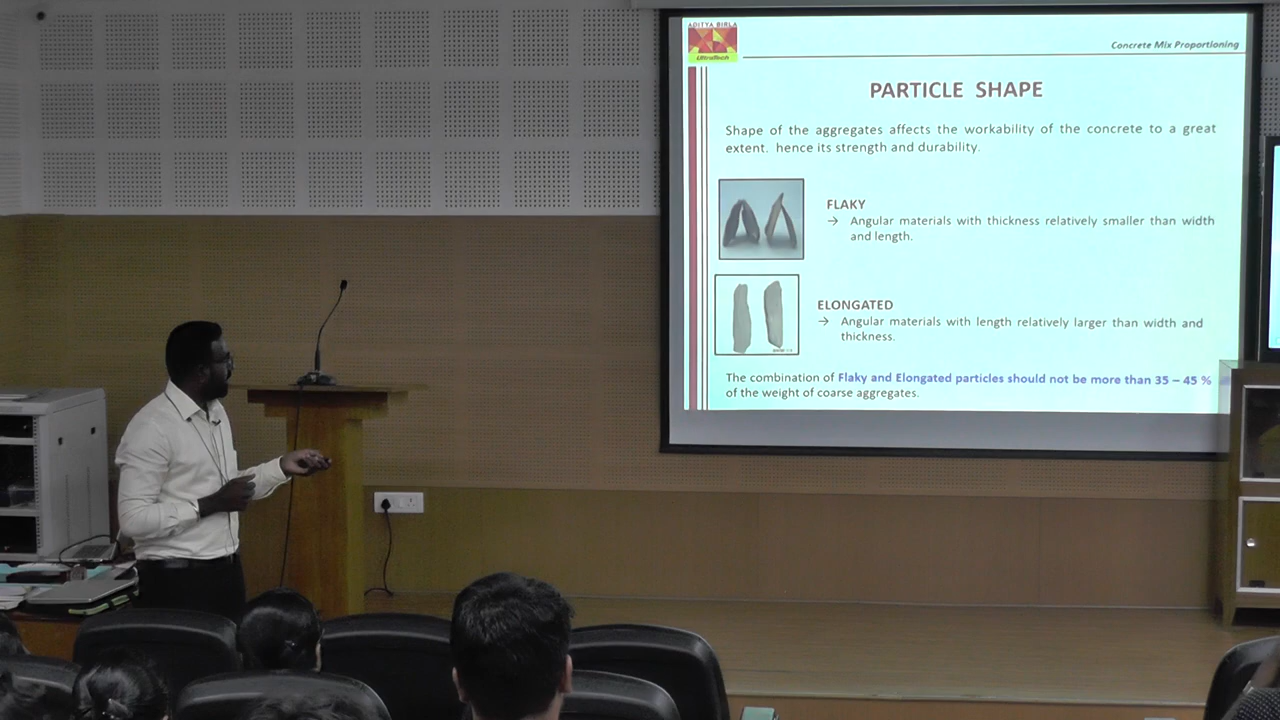 ADITYA BIRLA
UltraTech
Concrete Mix Proportioning
PARTICLE SHAPE
Shape of the aggregates affects the workability of the concrete to a great
extent. hence its strength and durability.
FLAKY
→ Angular materials with thickness relatively smaller than width
and length.
ELONGATED
→ Angular materials with length relatively larger than width and
thickness.
The combination of Flaky and Elongated particles should not be more than 35 – 45 %
of the weight of coarse aggregates.